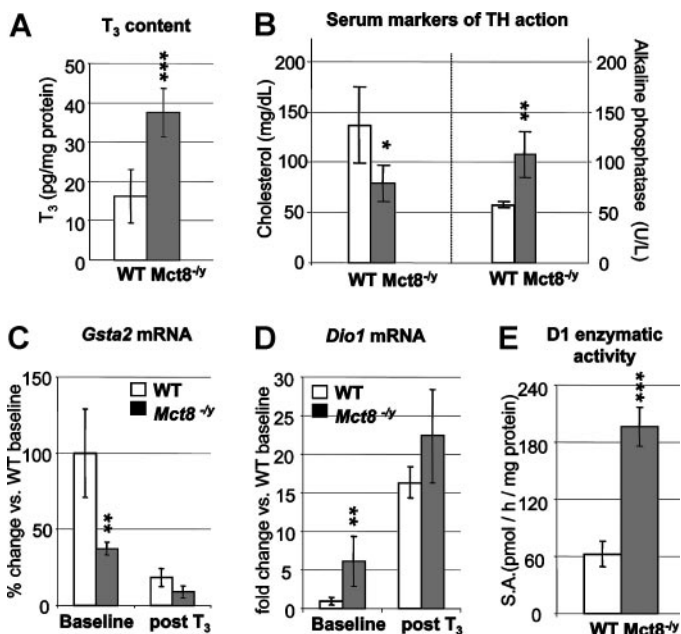 A
T3 content
T3 (pg/mg protein)
50
40
30
20
10
0
***
WT Mct8-/y
B
Serum markers of TH action
Cholesterol (mg/dL)
200
150
100
50
0
*
**
200
150
100
50
0
Alkaline phosphatase (U/L)
WT Mct8-/y
WT Mct8-/y
C
Gsta2 mRNA
% change vs. WT baseline
150
100
50
0
WT
Mct8 -/y
**
Baseline
post T3
D
Dio1 mRNA
fold change vs. WT baseline
30
25
20
15
10
5
0
WT
Mct8 -/y
**
Baseline
post T3
E
D1 enzymatic
activity
S.A.(pmol / h / mg protein)
240
180
120
60
0
***
WT Mct8-/y